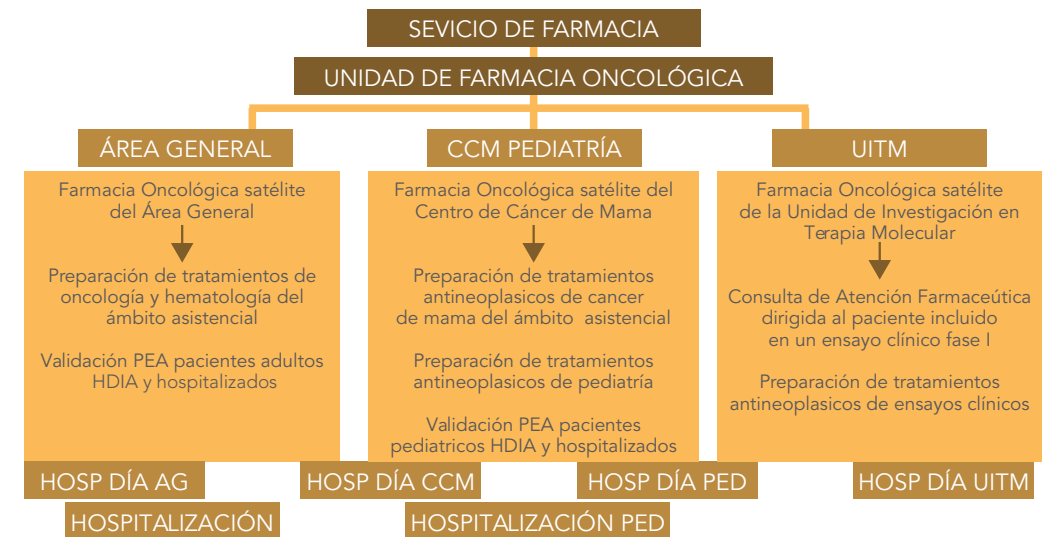 SEVICIO DE FARMACIA
UNIDAD DE FARMACIA ONCOLÓGICA
ÁREA GENERAL
Farmacia Oncológica satélite
del Área General
Preparación de tratamientos de
oncología y hematología del
ámbito asistencial
Validación PEA pacientes adultos
HDIA y hospitalizados
CCM PEDIATRÍA
Farmacia Oncológica satélite del
Centro de Cáncer de Mama
Preparación de tratamientos
antineoplasicos de cancer
de mama del ámbito asistencial
Preparación de tratamientos
antineoplasicos de pediatría
Validación PEA pacientes
pediatricos HDIA y hospitalizados
UITM
Farmacia Oncológica satélite
de la Unidad de Investigación en
Terapia Molecular
Consulta de Atención Farmaceútica
dirigida al paciente incluido
en un ensayo clínico fase I
Preparación de tratamientos
antineoplasicos de ensayos clínicos
HOSP DÍA AG
HOSP DÍA CCM
HOSP DÍA PED
HOSP DÍA UITM
HOSPITALIZACIÓN
HOSPITALIZACIÓN PED